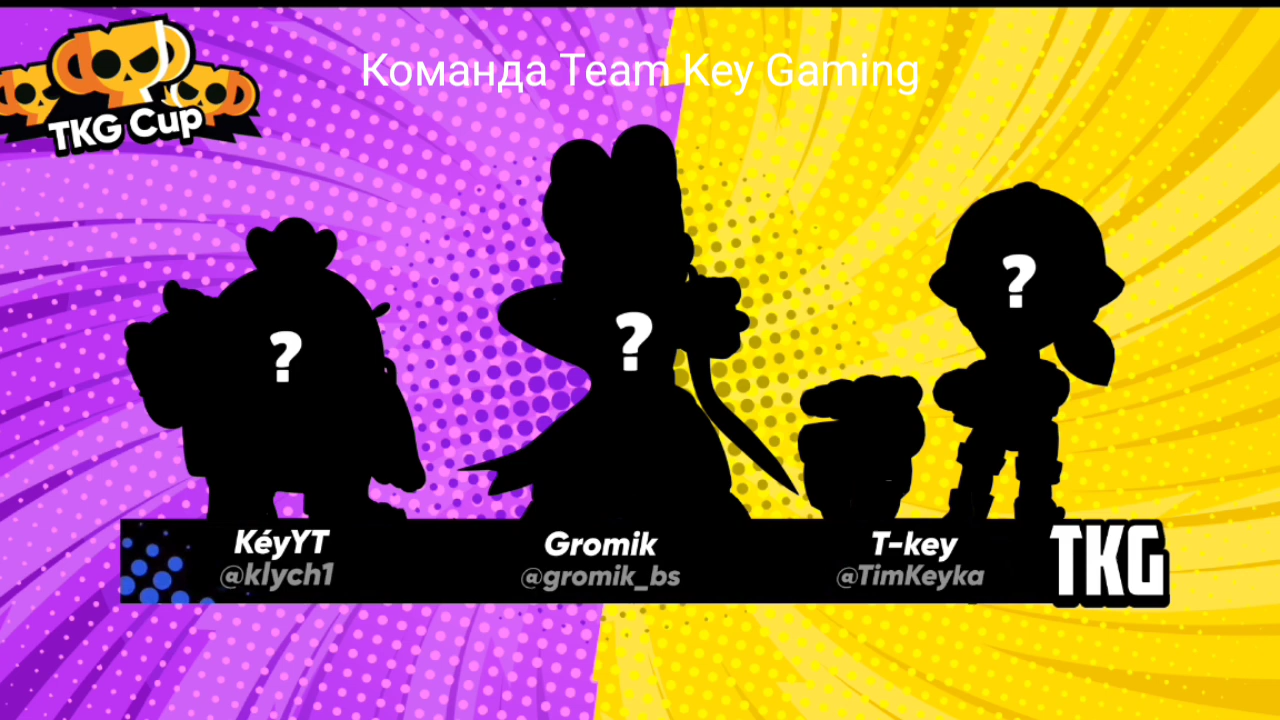 Команда Team Key Gaming
TKG Cup
?
?
?
KéyYT
@klych1
Gromik
@gromik_bs
T-key
@TimKeyka
TKG